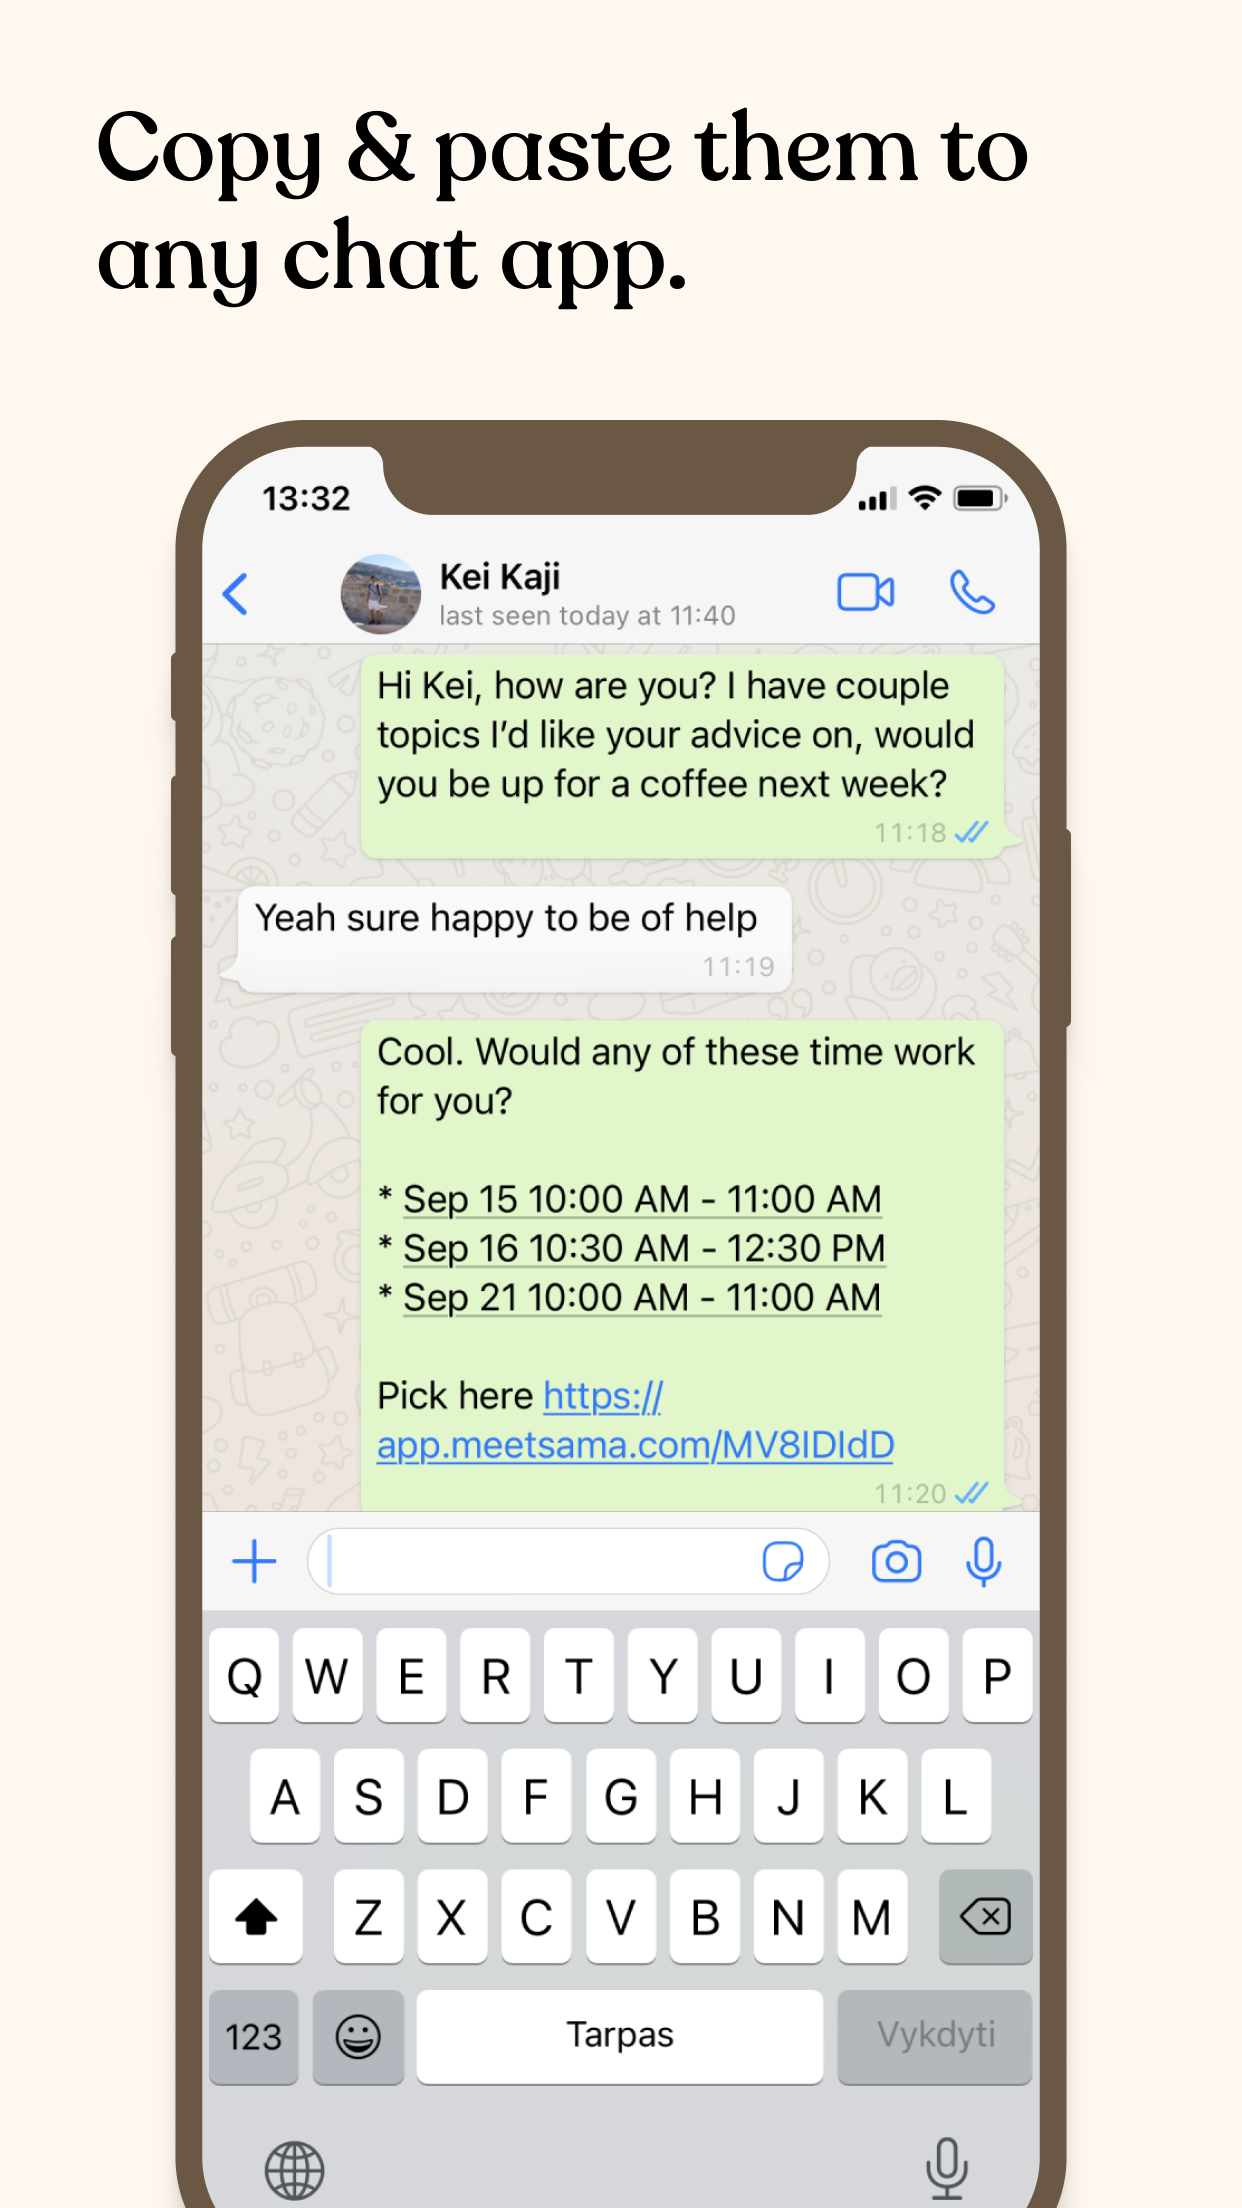 Copy & paste them to
any chat app.
13:32
Kei Kaji
last seen today at 11:40
Hi Kei, how are you? I have couple
topics I’d like your advice on, would
you be up for a coffee next week?
11:18
Yeah sure happy to be of help
11:19
Cool. Would any of these time work
for you?
* Sep 15 10:00 AM - 11:00 AM
* Sep 16 10:30 AM - 12:30 PM
* Sep 21 10:00 AM - 11:00 AM
Pick here https://
app.meetsama.com/MV8IDIdD
11:20
Q W E R T Y U I O P
A S D F G H J K L
Z X C V B N M
123 Tarpas Vykdyti